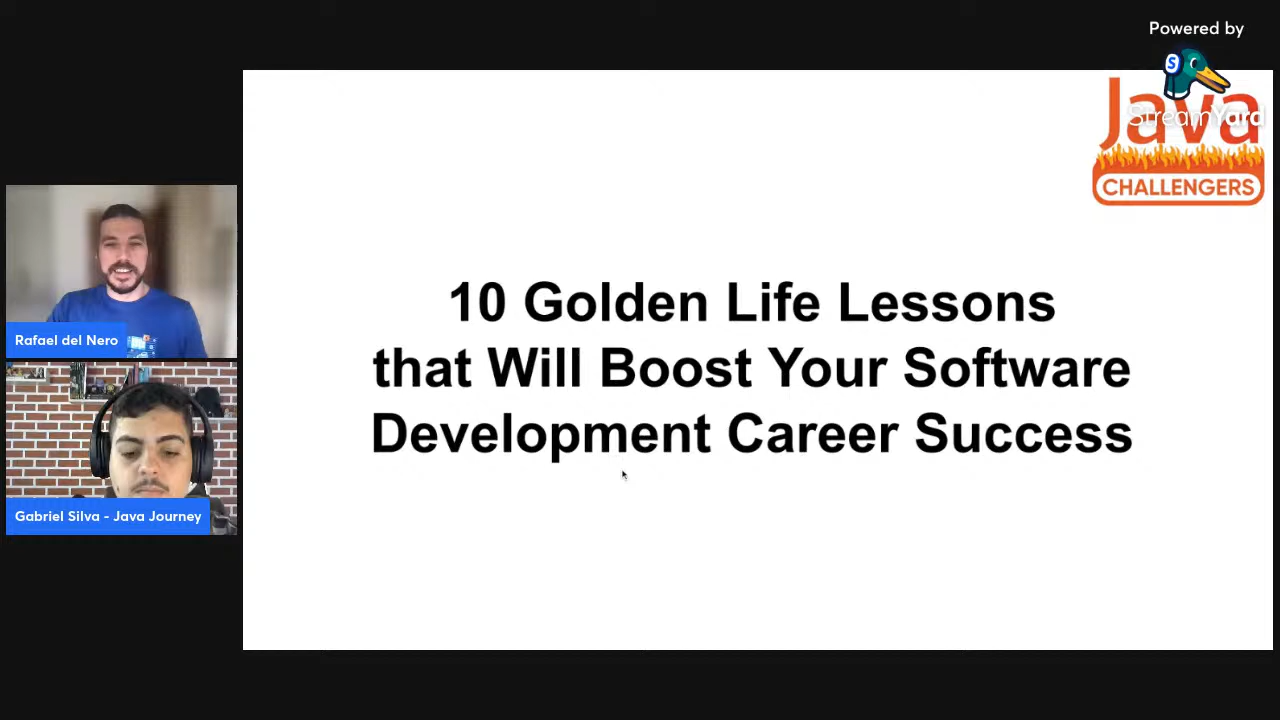 Powered by
S
StreamYard
Java
CHALLENGERS
10 Golden Life Lessons
that Will Boost Your Software
Development Career Success
Rafael del Nero
Gabriel Silva - Java Journey